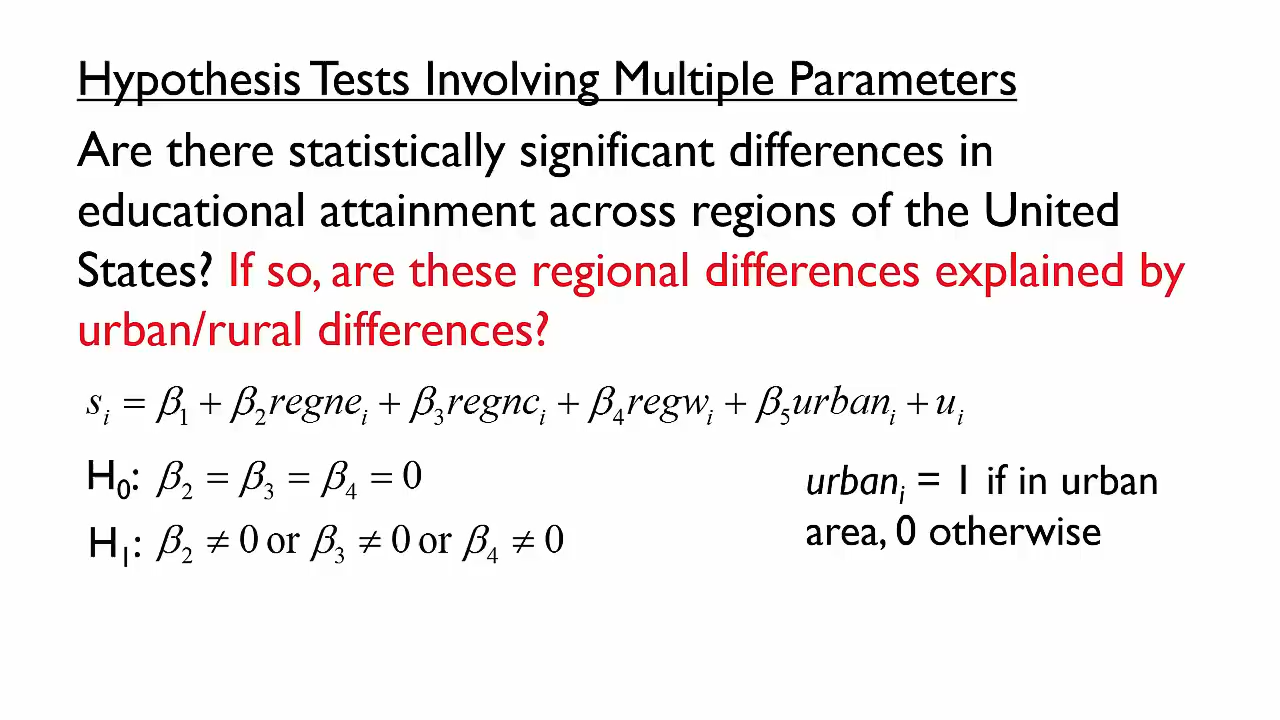 Hypothesis Tests Involving Multiple Parameters
Are there statistically significant differences in
educational attainment across regions of the United
States? If so, are these regional differences explained by
urban/rural differences?
sᵢ = β₁ + β₂regneᵢ + β₃regncᵢ + β₄regwᵢ + β₅urbanᵢ + uᵢ
H₀: β₂ = β₃ = β₄ = 0
H₁: β₂ ≠ 0 or β₃ ≠ 0 or β₄ ≠ 0
urbanᵢ = 1 if in urban
area, 0 otherwise